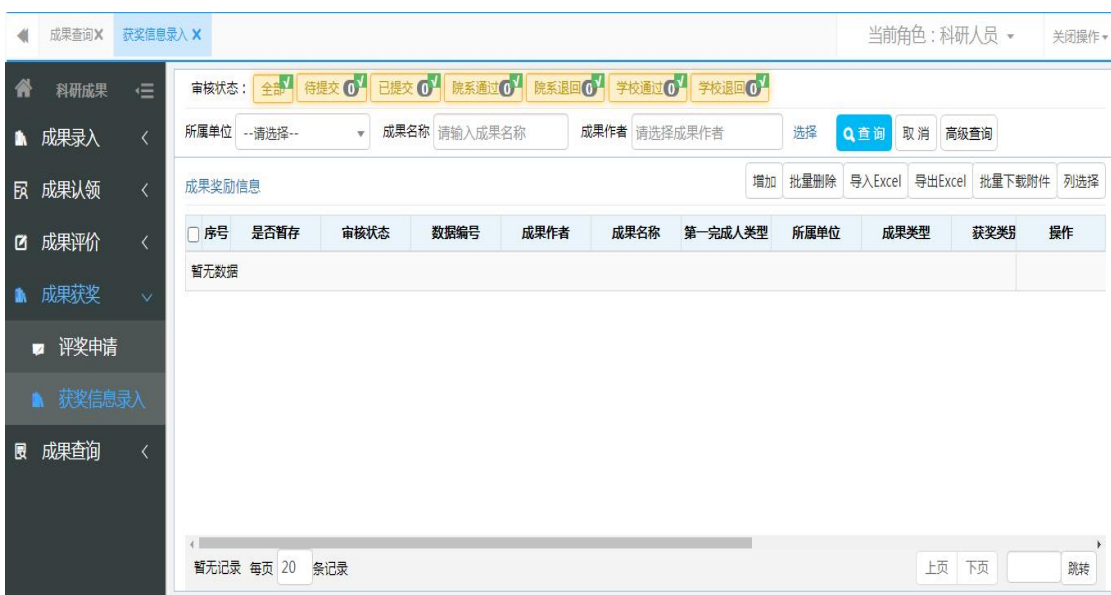 成果查询X 获奖信息录入 X 当前角色：科研人员 关闭操作
科研成果
成果录入
成果认领
成果评价
成果获奖
评奖申请
获奖信息录入
成果查询
审核状态： 全部 待提交 0 已提交 0 院系通过 0 院系退回 0 学校通过 0 学校退回 0
所属单位 --请选择-- 成果名称 请输入成果名称 成果作者 请选择成果作者 选择 查询 取消 高级查询
成果奖励信息 增加 批量删除 导入Excel 导出Excel 批量下载附件 列选择
序号 是否暂存 审核状态 数据编号 成果作者 成果名称 第一完成人类型 所属单位 成果类型 获奖类别 操作
暂无数据
暂无记录 每页 20 条记录 上页 下页 跳转